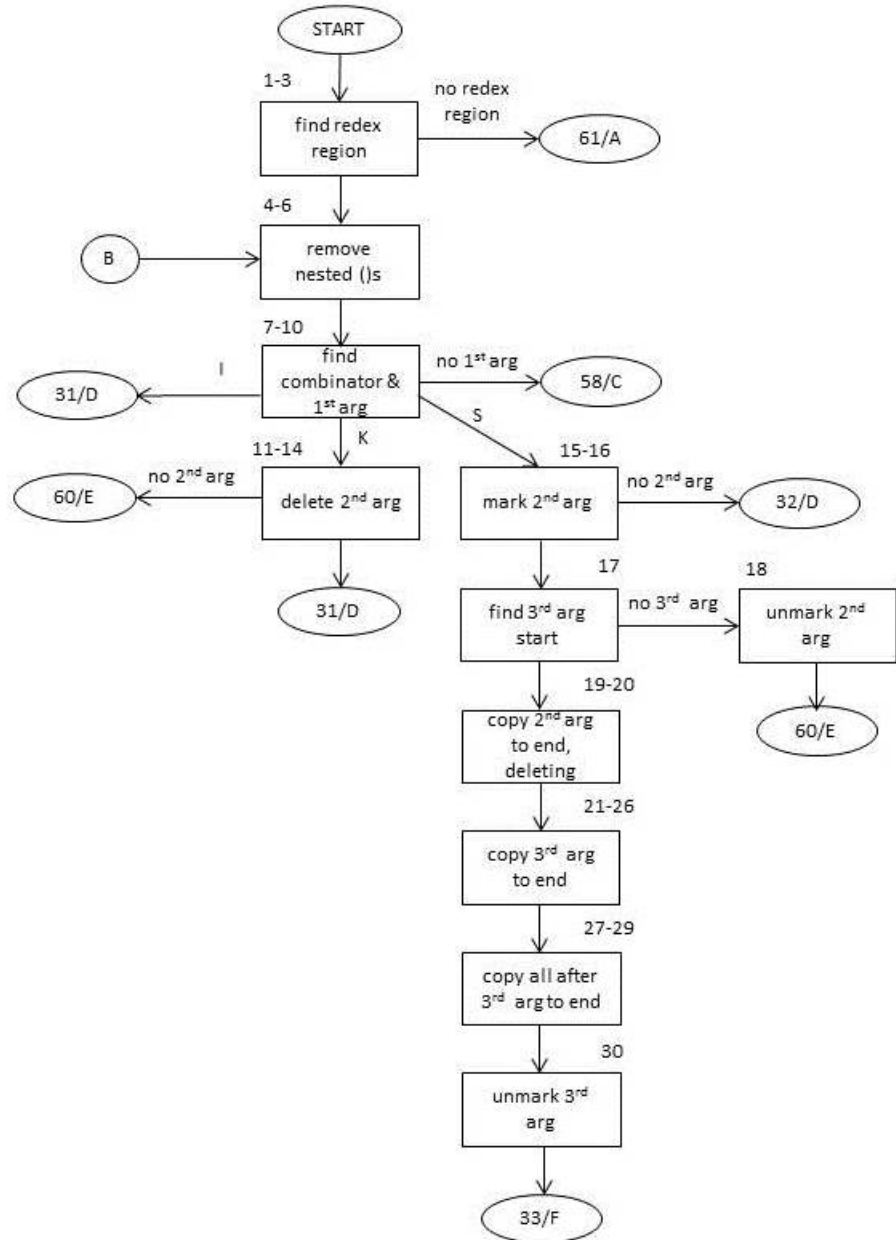 START
1-3
find redex
region
no redex
region
61/A
4-6
B
remove
nested ()s
7-10
find
combinator &
1st arg
I
31/D
no 1st arg
58/C
S
K
11-14
no 2nd arg
60/E
delete 2nd arg
15-16
mark 2nd arg
no 2nd arg
32/D
31/D
17
find 3rd arg
start
no 3rd arg
18
unmark 2nd
arg
19-20
copy 2nd arg
to end,
deleting
60/E
21-26
copy 3rd arg
to end
27-29
copy all after
3rd arg to end
30
unmark 3rd
arg
33/F